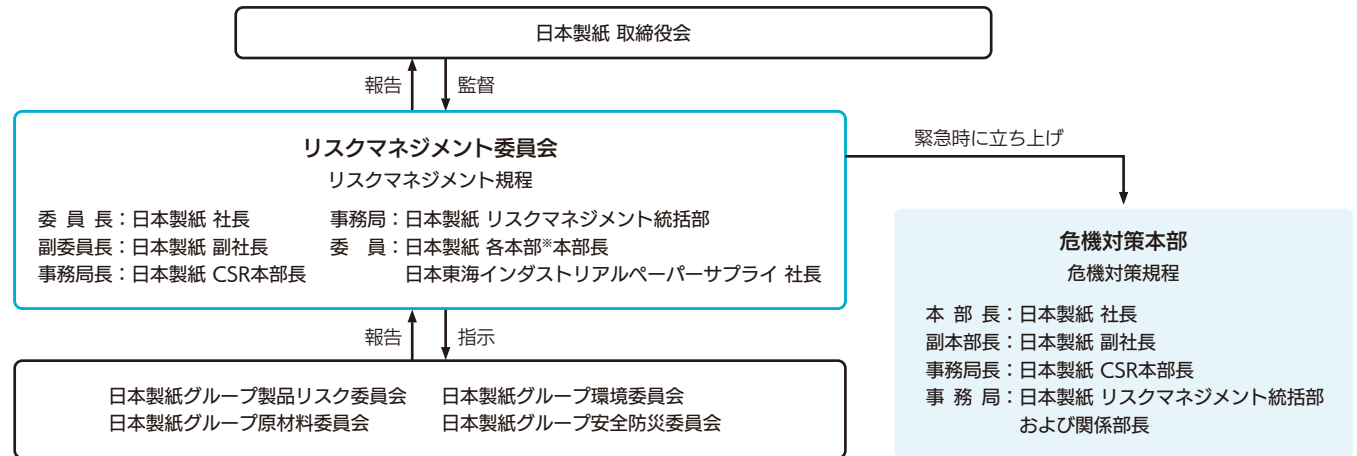 日本製紙 取締役会
報告
監督
リスクマネジメント委員会
リスクマネジメント規程
委 員 長：日本製紙 社長
副委員長：日本製紙 副社長
事務局長：日本製紙 CSR本部長
事務局：日本製紙 リスクマネジメント統括部
委　員：日本製紙 各本部※本部長
日本東海インダストリアルペーパーサプライ 社長
緊急時に立ち上げ
危機対策本部
危機対策規程
本 部 長：日本製紙 社長
副本部長：日本製紙 副社長
事務局長：日本製紙 CSR本部長
事 務 局：日本製紙 リスクマネジメント統括部
および関係部長
報告
指示
日本製紙グループ製品リスク委員会
日本製紙グループ環境委員会
日本製紙グループ原材料委員会
日本製紙グループ安全防災委員会